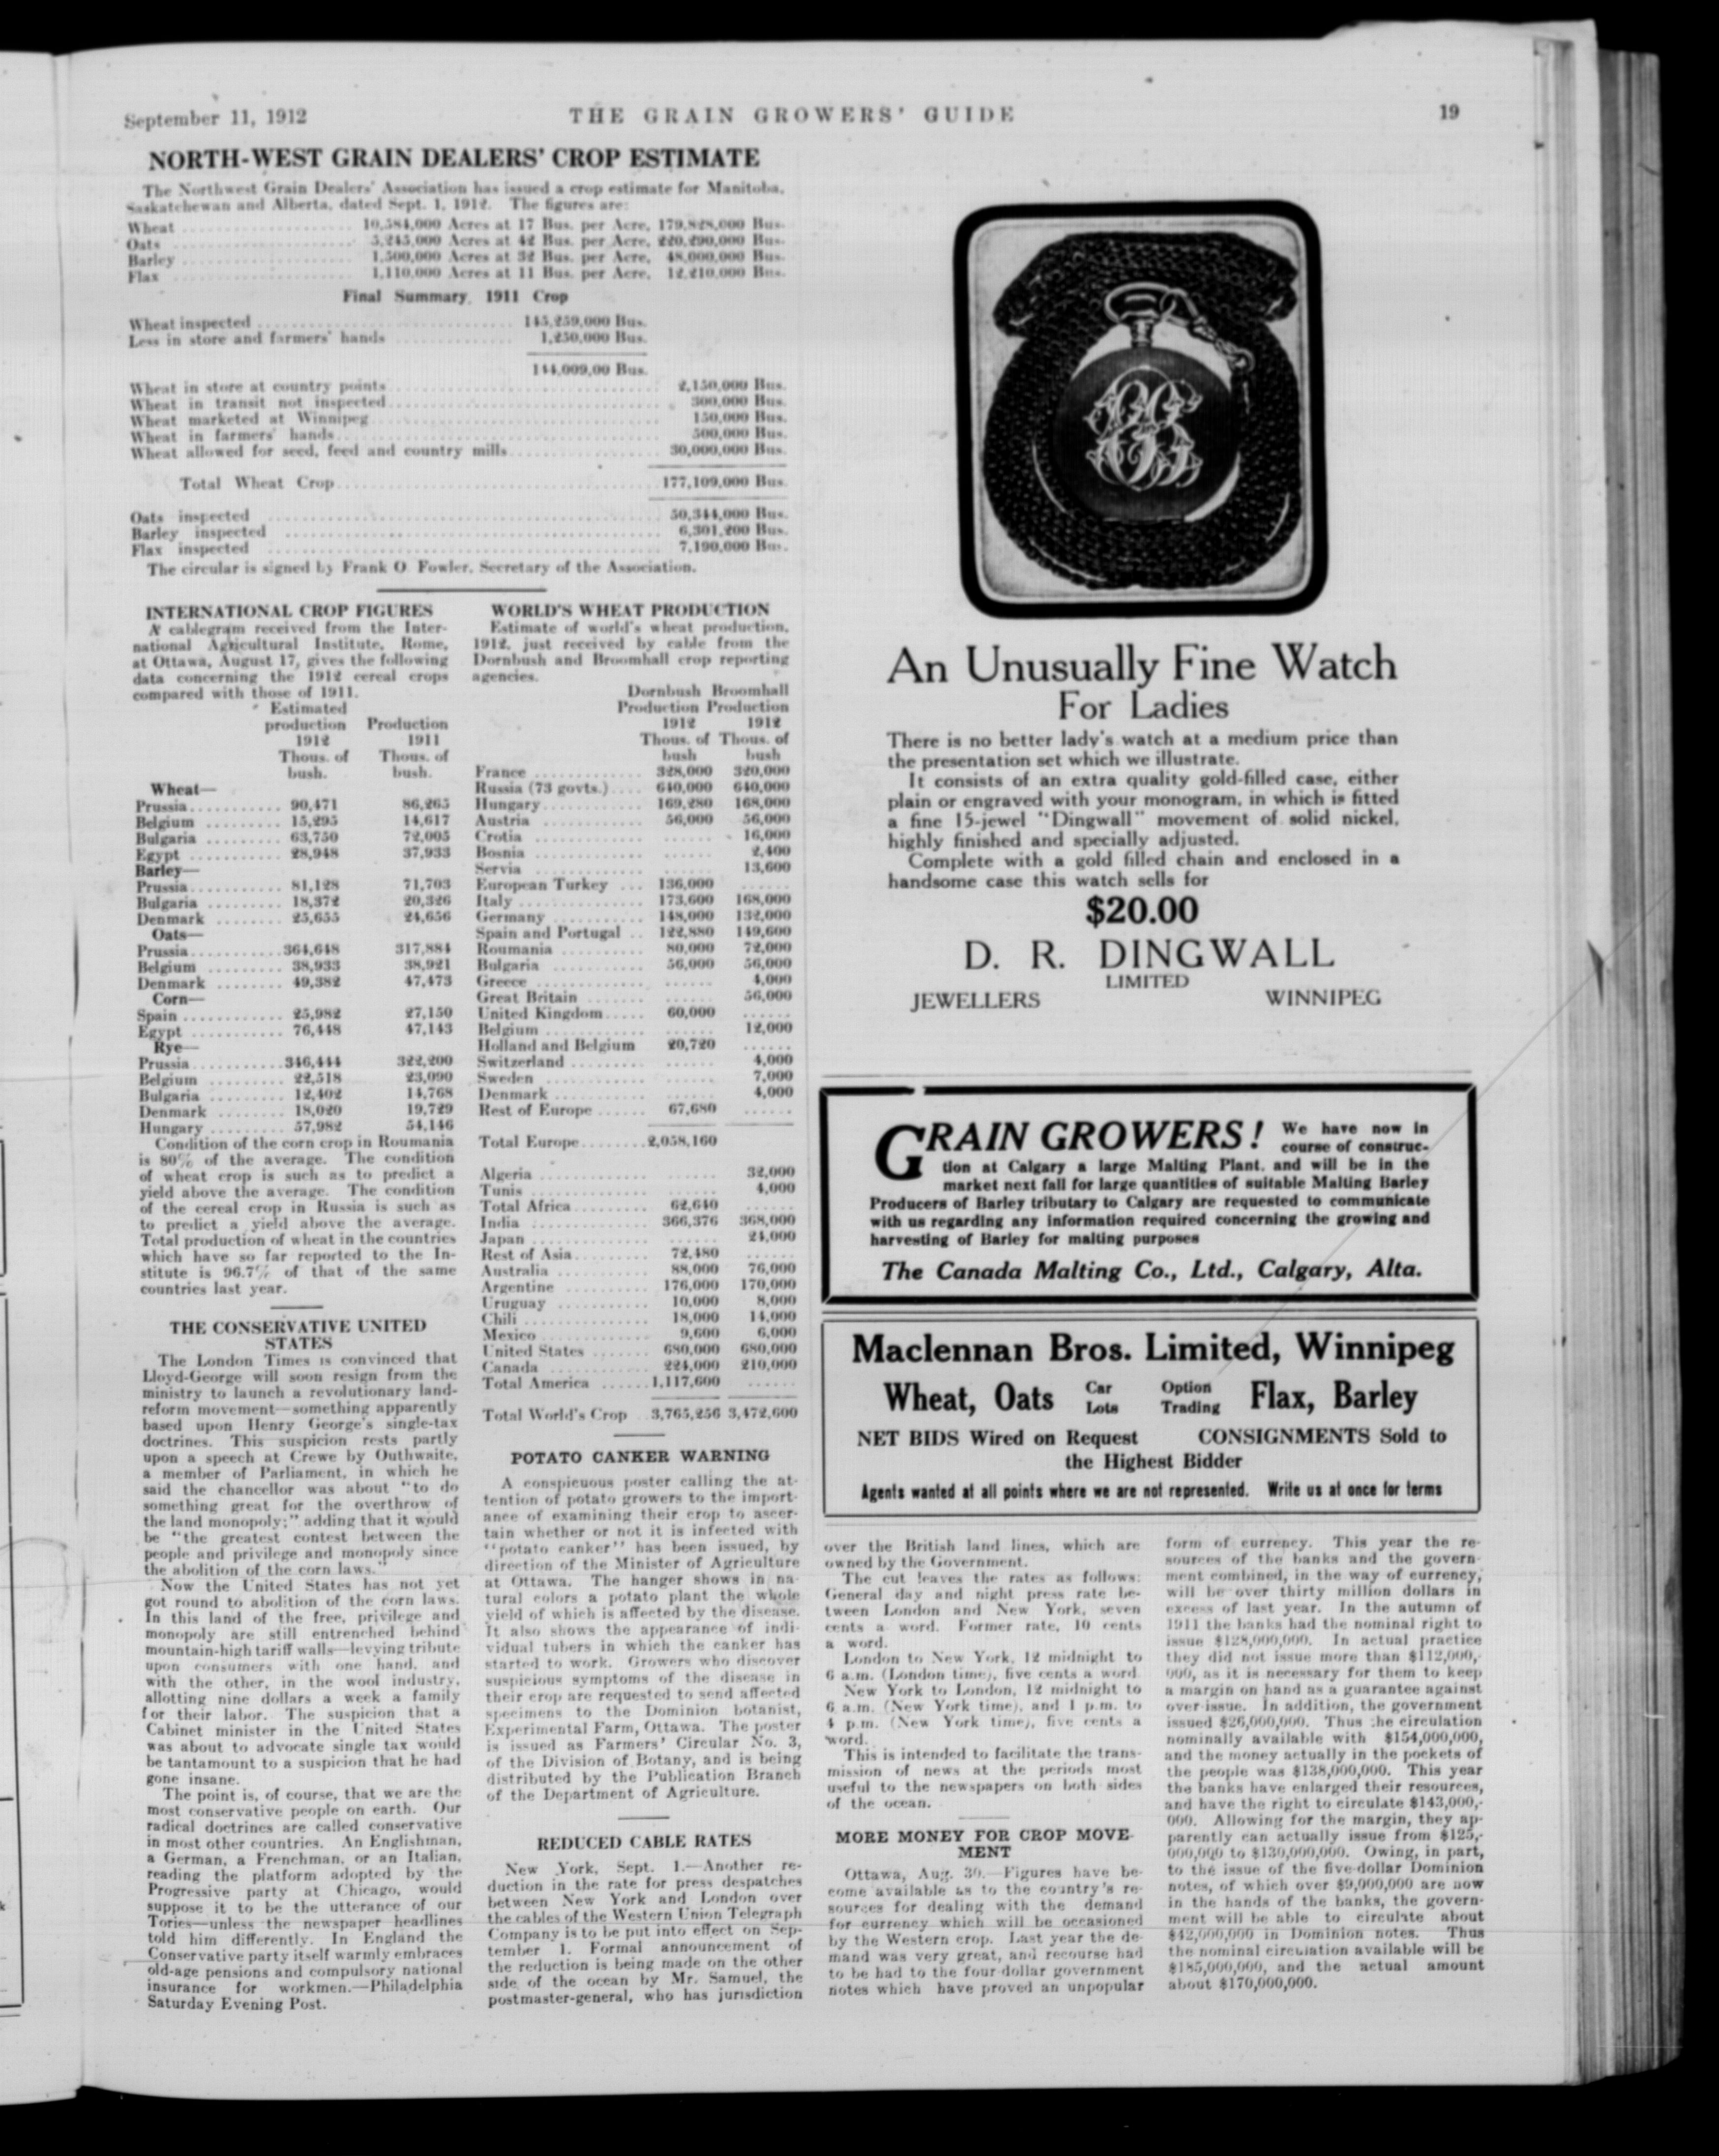 September 11, 1912
THE GRAIN GROWERS' GUIDE
19
NORTH-WEST GRAIN DEALERS' CROP ESTIMATE
The Northwest Grain Dealers' Association has issued a crop estimate for Manitoba,
Saskatchewan and Alberta, dated Sept. 1, 1912. The figures are:
Wheat .................... 10,584,000 Acres at 17 Bus. per Acre, 179,828,000 Bus.
Oats ..................... 5,245,000 Acres at 42 Bus. per Acre, 220,290,000 Bus.
Barley .................... 1,500,000 Acres at 32 Bus. per Acre, 48,000,000 Bus.
Flax ..................... 1,110,000 Acres at 11 Bus. per Acre, 12,210,000 Bus.
Final Summary, 1911 Crop
Wheat inspected .............................. 145,259,000 Bus.
Less in store and farmers' hands .............. 1,250,000 Bus.
144,009,00 Bus.
Wheat in store at country points ................................ 2,150,000 Bus.
Wheat in transit not inspected ................................ 300,000 Bus.
Wheat marketed at Winnipeg ................................ 150,000 Bus.
Wheat in farmers' hands ................................ 500,000 Bus.
Wheat allowed for seed, feed and country mills .................. 30,000,000 Bus.
Total Wheat Crop ...................................... 177,109,000 Bus.
Oats inspected ................................ 50,344,000 Bus.
Barley inspected ................................ 6,301,200 Bus.
Flax inspected ................................ 7,190,000 Bus.
The circular is signed by Frank O. Fowler, Secretary of the Association.
INTERNATIONAL CROP FIGURES
A cablegram received from the Inter-
national Agricultural Institute, Rome,
at Ottawa, August 17, gives the following
data concerning the 1912 cereal crops
compared with those of 1911.
Estimated
production Production
1912 1911
Thous. of Thous. of
bush. bush.
Wheat—
Prussia........... 90,471 86,265
Belgium ......... 15,295 14,617
Bulgaria ......... 63,750 72,005
Egypt ........... 28,948 37,933
Barley—
Prussia........... 81,128 71,703
Bulgaria ......... 18,372 20,326
Denmark ........ 25,655 24,656
Oats—
Prussia........... 364,648 317,884
Belgium ......... 38,933 38,921
Denmark ........ 49,382 47,473
Corn—
Spain ............ 25,982 27,150
Egypt ........... 76,448 47,143
Rye—
Prussia........... 346,444 322,200
Belgium ......... 22,518 23,090
Bulgaria ......... 12,402 14,768
Denmark ........ 18,020 19,729
Hungary ......... 57,982 54,146
Condition of the corn crop in Roumania
is 80% of the average. The condition
of wheat crop is such as to predict a
yield above the average. The condition
of the cereal crop in Russia is such as
to predict a yield above the average.
Total production of wheat in the countries
which have so far reported to the In-
stitute is 96.7% of that of the same
countries last year.
THE CONSERVATIVE UNITED
STATES
The London Times is convinced that
Lloyd-George will soon resign from the
ministry to launch a revolutionary land-
reform movement—something apparently
based upon Henry George's single-tax
doctrines. This suspicion rests partly
upon a speech at Crewe by Outhwaite,
a member of Parliament, in which he
said the chancellor was about "to do
something great for the overthrow of
the land monopoly;" adding that it would
be "the greatest contest between the
people and privilege and monopoly since
the abolition of the corn laws."
Now the United States has not yet
got round to abolition of the corn laws.
In this land of the free, privilege and
monopoly are still entrenched behind
mountain-high tariff walls—levying tribute
upon consumers with one hand, and
with the other, in the wool industry,
allotting nine dollars a week a family
for their labor. The suspicion that a
Cabinet minister in the United States
was about to advocate single tax would
be tantamount to a suspicion that he had
gone insane.
The point is, of course, that we are the
most conservative people on earth. Our
radical doctrines are called conservative
in most other countries. An Englishman,
a German, a Frenchman, or an Italian,
reading the platform adopted by the
Progressive party at Chicago, would
suppose it to be the utterance of our
Tories—unless the newspaper headlines
told him differently. In England the
Conservative party itself warmly embraces
old-age pensions and compulsory national
insurance for workmen.—Philadelphia
Saturday Evening Post.
WORLD'S WHEAT PRODUCTION
Estimate of world's wheat production,
1912, just received by cable from the
Dornbush and Broomhall crop reporting
agencies.
Dornbush Broomhall
Production Production
1912 1912
Thous. of Thous. of
bush bush
France ............. 328,000 320,000
Russia (73 govts.) .... 640,000 640,000
Hungary............ 169,280 168,000
Austria ............ 56,000 56,000
Crotia ............. ...... 16,000
Bosnia ............. ...... 2,400
Servia ............. ...... 13,600
European Turkey ... 136,000 ......
Italy ............... 173,600 168,000
Germany ........... 148,000 132,000
Spain and Portugal .. 122,880 149,600
Roumania .......... 80,000 72,000
Bulgaria ........... 56,000 56,000
Greece ............. ...... 4,000
Great Britain ....... ...... 56,000
United Kingdom..... 60,000 ......
Belgium ............ ...... 12,000
Holland and Belgium 20,720 ......
Switzerland ......... ...... 4,000
Sweden ............ ...... 7,000
Denmark ........... ...... 4,000
Rest of Europe ...... 67,680 ......
Total Europe........ 2,058,160
Algeria ............. ...... 32,000
Tunis .............. ...... 4,000
Total Africa......... 62,640 ......
India .............. 366,376 368,000
Japan .............. ...... 24,000
Rest of Asia......... 72,480 ......
Australia ........... 88,000 76,000
Argentine .......... 176,000 170,000
Uruguay ........... 10,000 8,000
Chili ............... 18,000 14,000
Mexico ............. 9,600 6,000
United States ....... 680,000 680,000
Canada ............ 224,000 210,000
Total America ...... 1,117,600 ......
Total World's Crop .. 3,765,256 3,472,600
POTATO CANKER WARNING
A conspicuous poster calling the at-
tention of potato growers to the import-
ance of examining their crop to ascer-
tain whether or not it is infected with
"potato canker" has been issued, by
direction of the Minister of Agriculture
at Ottawa. The hanger shows in na-
tural colors a potato plant the whole
yield of which is affected by the disease.
It also shows the appearance of indi-
vidual tubers in which the canker has
started to work. Growers who discover
suspicious symptoms of the disease in
their crop are requested to send affected
specimens to the Dominion botanist,
Experimental Farm, Ottawa. The poster
is issued as Farmers' Circular No. 3,
of the Division of Botany, and is being
distributed by the Publication Branch
of the Department of Agriculture.
REDUCED CABLE RATES
New York, Sept. 1.—Another re-
duction in the rate for press despatches
between New York and London over
the cables of the Western Union Telegraph
Company is to be put into effect on Sep-
tember 1. Formal announcement of
the reduction is being made on the other
side of the ocean by Mr. Samuel, the
postmaster-general, who has jurisdiction
An Unusually Fine Watch
For Ladies
There is no better lady's watch at a medium price than
the presentation set which we illustrate.
It consists of an extra quality gold-filled case, either
plain or engraved with your monogram, in which is fitted
a fine 15-jewel "Dingwall" movement of solid nickel,
highly finished and specially adjusted.
Complete with a gold filled chain and enclosed in a
handsome case this watch sells for
$20.00
D. R. DINGWALL
LIMITED
JEWELLERS WINNIPEG
GRAIN GROWERS! We have now in
course of construc-
tion at Calgary a large Malting Plant, and will be in the
market next fall for large quantities of suitable Malting Barley
Producers of Barley tributary to Calgary are requested to communicate
with us regarding any information required concerning the growing and
harvesting of Barley for malting purposes
The Canada Malting Co., Ltd., Calgary, Alta.
Maclennan Bros. Limited, Winnipeg
Wheat, Oats Car Lots Option Trading Flax, Barley
NET BIDS Wired on Request CONSIGNMENTS Sold to
the Highest Bidder
Agents wanted at all points where we are not represented. Write us at once for terms
over the British land lines, which are
owned by the Government.
The cut leaves the rates as follows:
General day and night press rate be-
tween London and New York, seven
cents a word. Former rate, 10 cents
a word.
London to New York, 12 midnight to
6 a.m. (London time), five cents a word.
New York to London, 12 midnight to
6 a.m. (New York time), and 1 p.m. to
4 p.m. (New York time), five cents a
word.
This is intended to facilitate the trans-
mission of news at the periods most
useful to the newspapers on both sides
of the ocean.
MORE MONEY FOR CROP MOVE-
MENT
Ottawa, Aug. 30.—Figures have be-
come available as to the country's re-
sources for dealing with the demand
for currency which will be occasioned
by the Western crop. Last year the de-
mand was very great, and recourse had
to be had to the four-dollar government
notes which have proved an unpopular
form of currency. This year the re-
sources of the banks and the govern-
ment combined, in the way of currency,
will be over thirty million dollars in
excess of last year. In the autumn of
1911 the banks had the nominal right to
issue $128,000,000. In actual practice
they did not issue more than $112,000,-
000, as it is necessary for them to keep
a margin on hand as a guarantee against
over-issue. In addition, the government
issued $26,000,000. Thus the circulation
nominally available with $154,000,000,
and the money actually in the pockets of
the people was $138,000,000. This year
the banks have enlarged their resources,
and have the right to circulate $143,000,-
000. Allowing for the margin, they ap-
parently can actually issue from $125,-
000,000 to $130,000,000. Owing, in part,
to the issue of the five-dollar Dominion
notes, of which over $9,000,000 are now
in the hands of the banks, the govern-
ment will be able to circulate about
$42,000,000 in Dominion notes. Thus
the nominal circulation available will be
$185,000,000, and the actual amount
about $170,000,000.